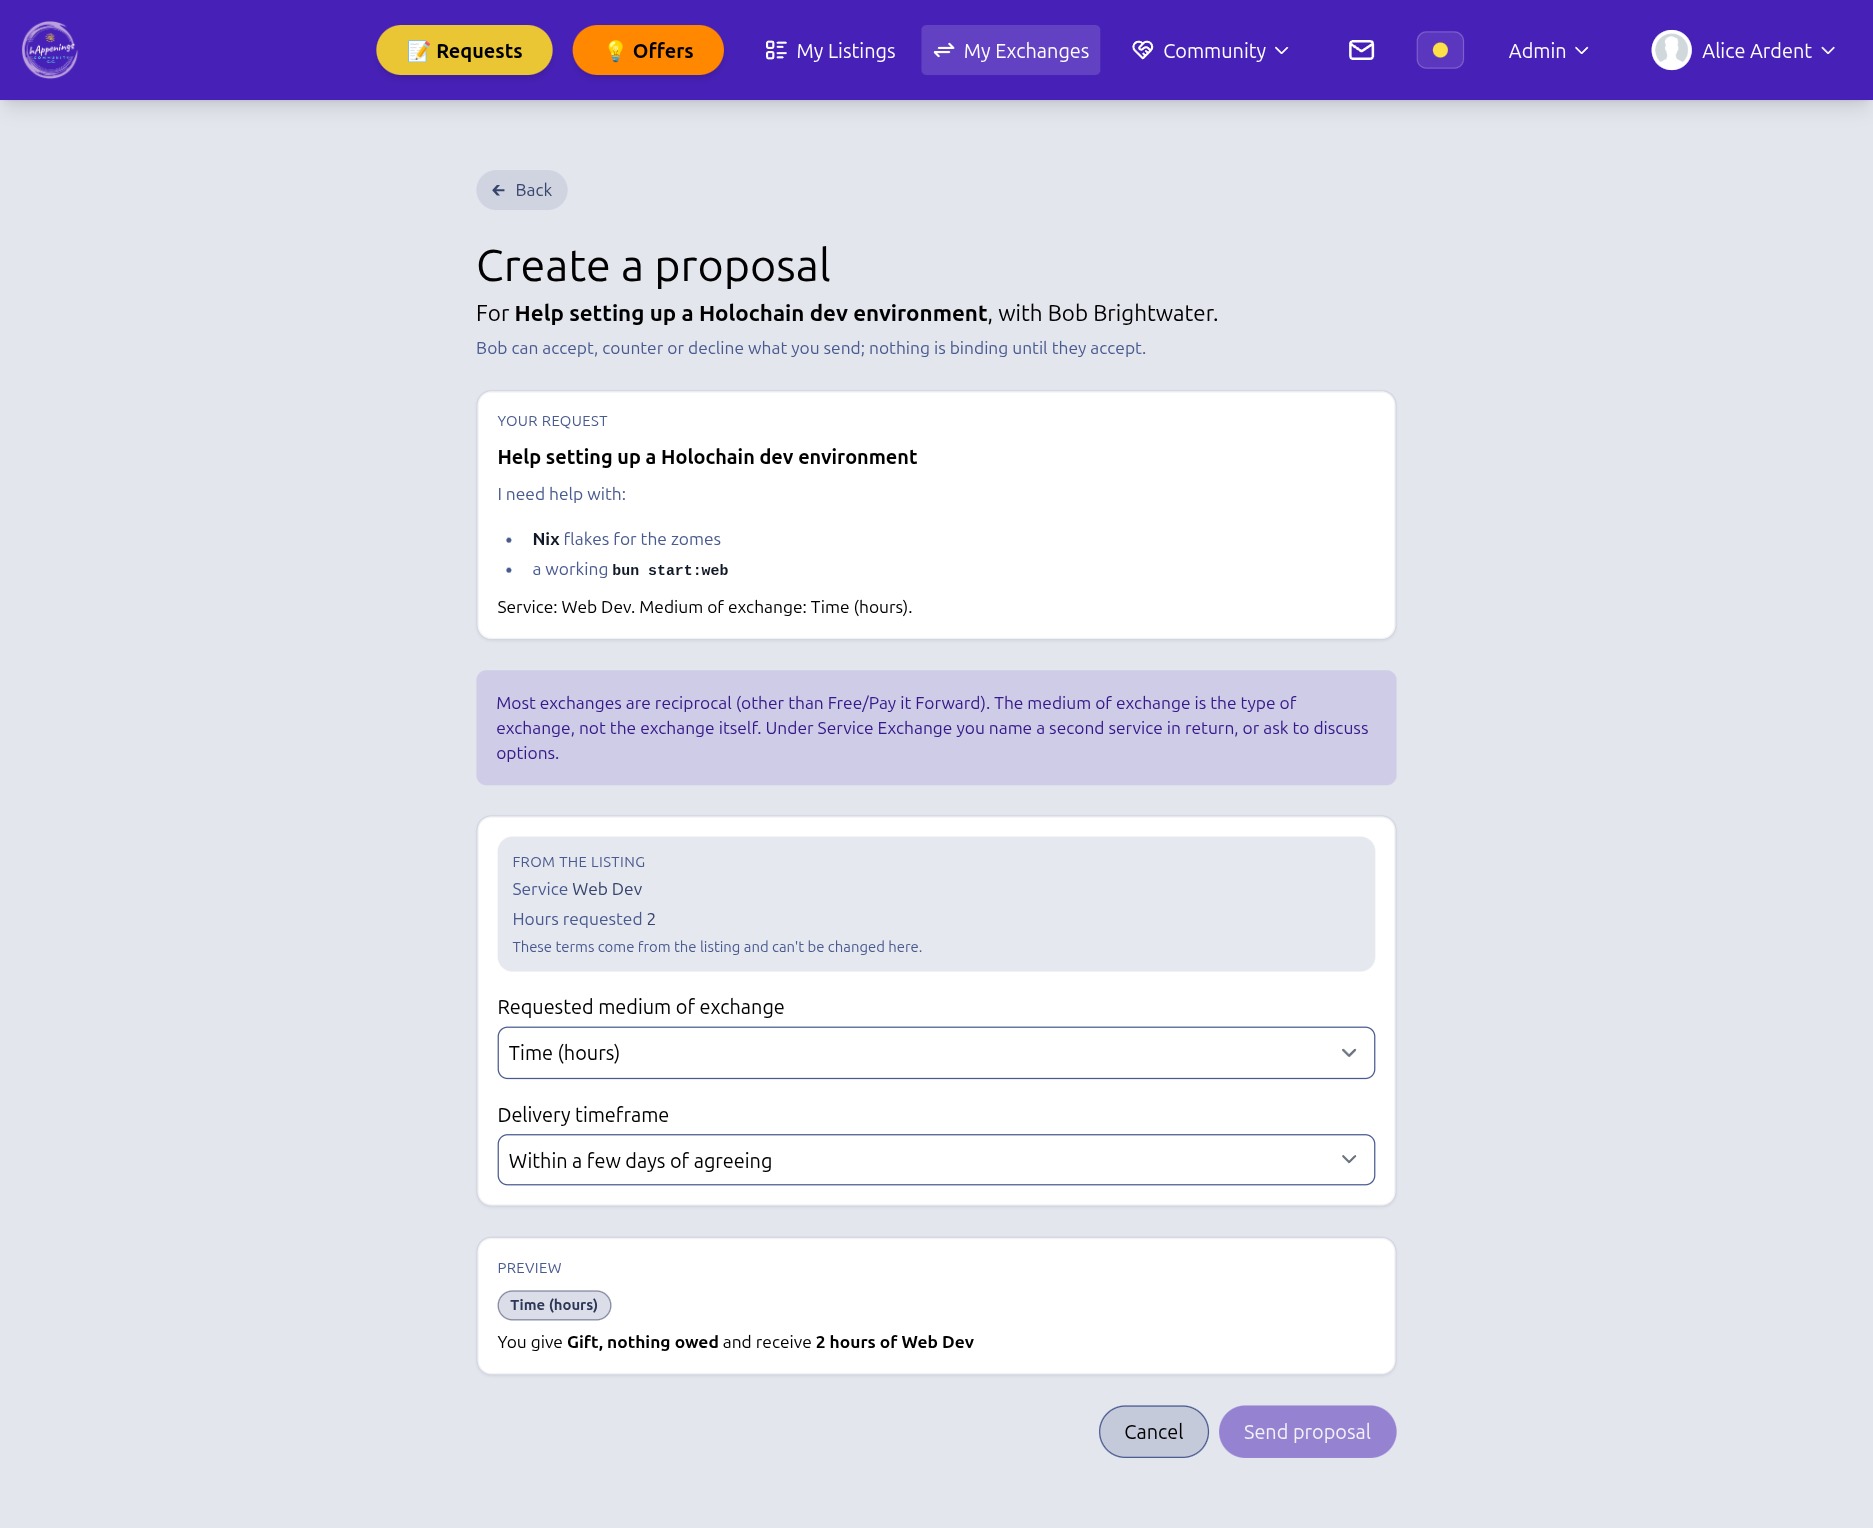 hAppenings
COMMUNITY
📝 Requests
💡 Offers
My Listings
My Exchanges
Community
Admin
Alice Ardent
← Back
Create a proposal
For Help setting up a Holochain dev environment, with Bob Brightwater.
Bob can accept, counter or decline what you send; nothing is binding until they accept.
YOUR REQUEST
Help setting up a Holochain dev environment
I need help with:
• Nix flakes for the zomes
• a working bun start:web
Service: Web Dev. Medium of exchange: Time (hours).
Most exchanges are reciprocal (other than Free/Pay it Forward). The medium of exchange is the type of
exchange, not the exchange itself. Under Service Exchange you name a second service in return, or ask to discuss
options.
FROM THE LISTING
Service Web Dev
Hours requested 2
These terms come from the listing and can't be changed here.
Requested medium of exchange
Time (hours)
Delivery timeframe
Within a few days of agreeing
PREVIEW
Time (hours)
You give Gift, nothing owed and receive 2 hours of Web Dev
Cancel
Send proposal